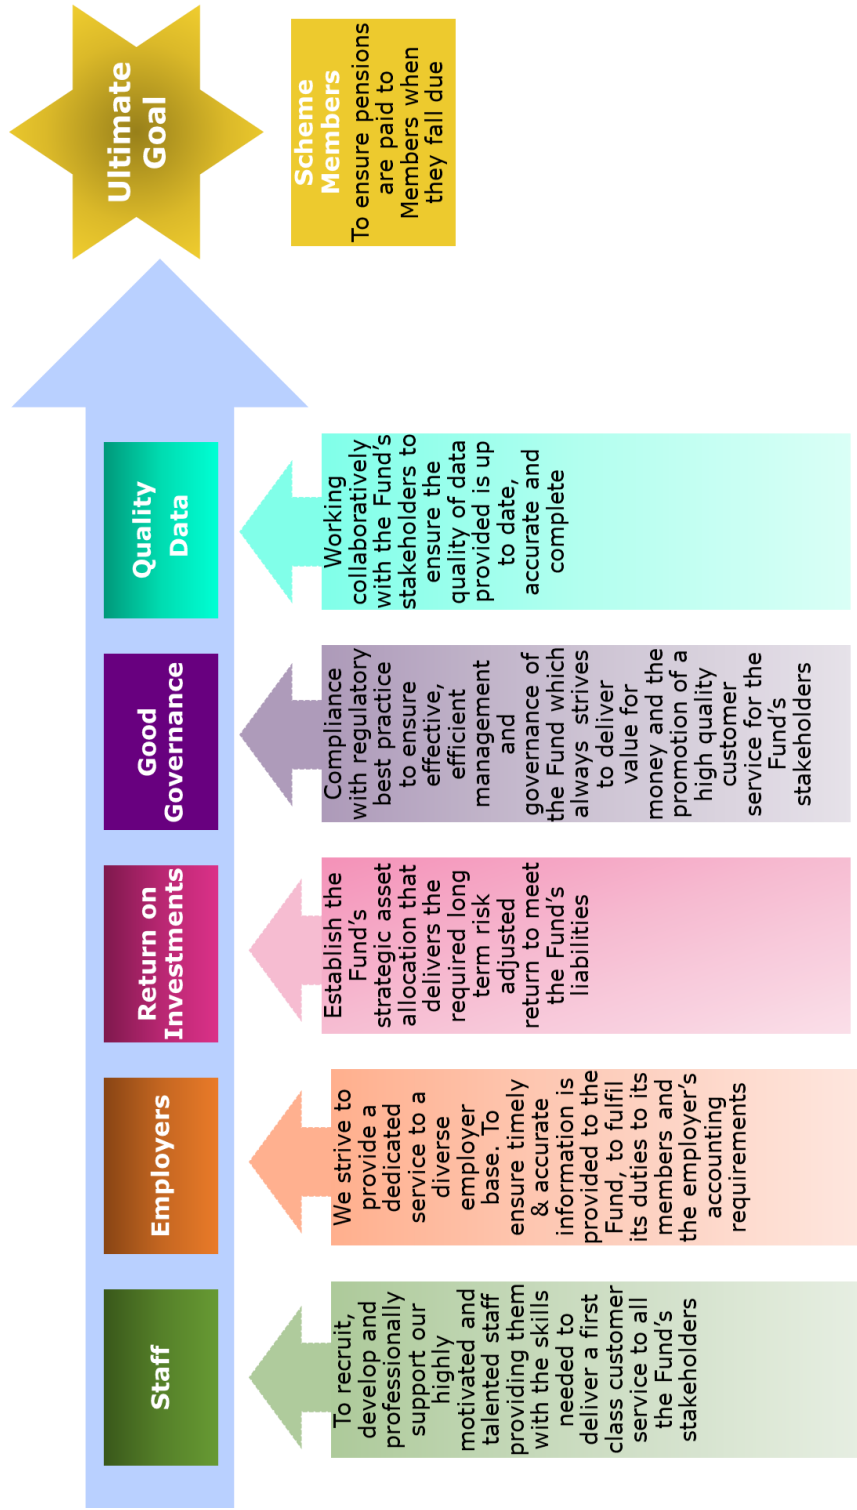 Staff
To recruit,
develop and
professionally
support our
highly
motivated and
talented staff
providing them
with the skills
needed to
deliver a first
class customer
service to all
the Fund’s
stakeholders
Employers
We strive to
provide a
dedicated
service to a
diverse
employer
base. To
ensure timely
& accurate
information is
provided to the
Fund, to fulfil
its duties to its
members and
the employer’s
accounting
requirements
Return on
Investments
Establish the
Fund’s
strategic asset
allocation that
delivers the
required long
term risk
adjusted
return to meet
the Fund’s
liabilities
Good
Governance
Compliance
with regulatory
best practice
to ensure
effective,
efficient
management
and
governance of
the Fund which
always strives
to deliver
value for
money and the
promotion of a
high quality
customer
service for the
Fund’s
stakeholders
Quality
Data
Working
collaboratively
with the Fund’s
stakeholders to
ensure the
quality of data
provided is up
to date,
accurate and
complete
Ultimate
Goal
Scheme
Members
To ensure pensions
are paid to
Members when
they fall due